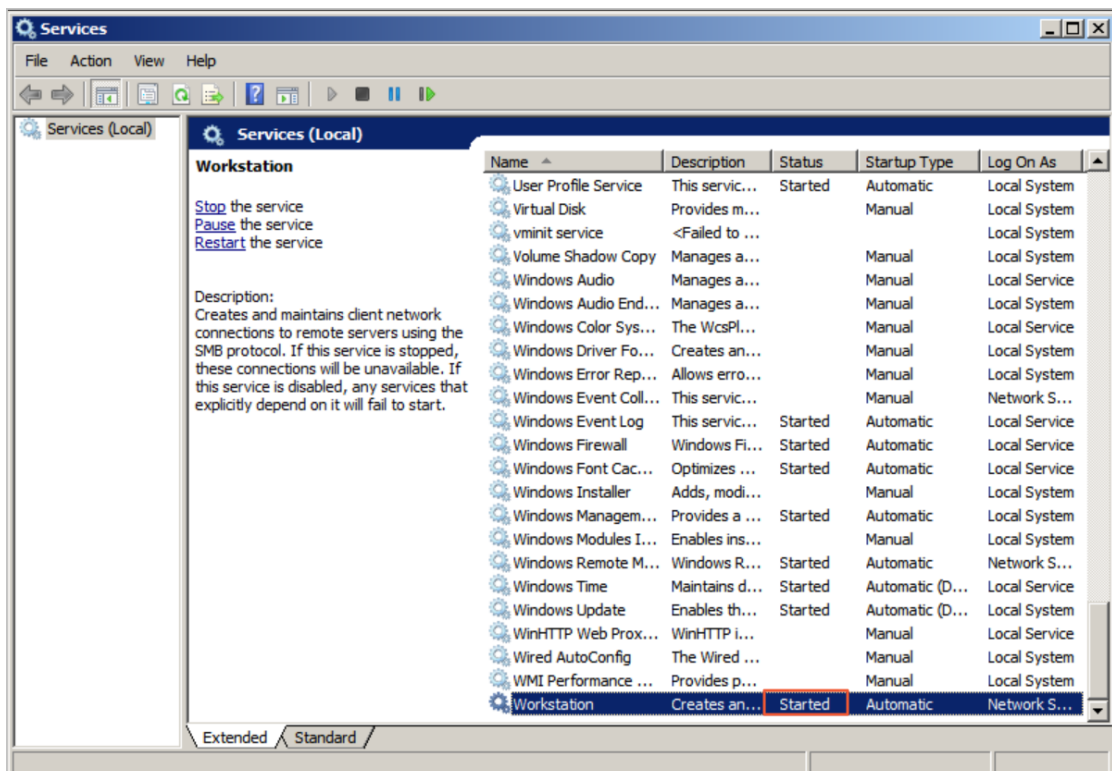 Services
File Action View Help
Services (Local)
Services (Local)
Workstation
Stop the service
Pause the service
Restart the service
Description:
Creates and maintains client network
connections to remote servers using the
SMB protocol. If this service is stopped,
these connections will be unavailable. If
this service is disabled, any services that
explicitly depend on it will fail to start.
Name Description Status Startup Type Log On As
User Profile Service This servic... Started Automatic Local System
Virtual Disk Provides m... Manual Local System
vminit service <Failed to ... Local System
Volume Shadow Copy Manages a... Manual Local System
Windows Audio Manages a... Manual Local Service
Windows Audio End... Manages a... Manual Local System
Windows Color Sys... The WcsPl... Manual Local Service
Windows Driver Fo... Creates an... Manual Local System
Windows Error Rep... Allows erro... Manual Local System
Windows Event Coll... This servic... Manual Network S...
Windows Event Log This servic... Started Automatic Local Service
Windows Firewall Windows Fi... Started Automatic Local Service
Windows Font Cac... Optimizes ... Started Automatic Local Service
Windows Installer Adds, modi... Manual Local System
Windows Managem... Provides a ... Started Automatic Local System
Windows Modules I... Enables ins... Manual Local System
Windows Remote M... Windows R... Started Automatic Network S...
Windows Time Maintains d... Started Automatic (D... Local Service
Windows Update Enables th... Started Automatic (D... Local System
WinHTTP Web Prox... WinHTTP i... Manual Local Service
Wired AutoConfig The Wired ... Manual Local System
WMI Performance ... Provides p... Manual Local System
Workstation Creates an... Started Automatic Network S...
Extended Standard